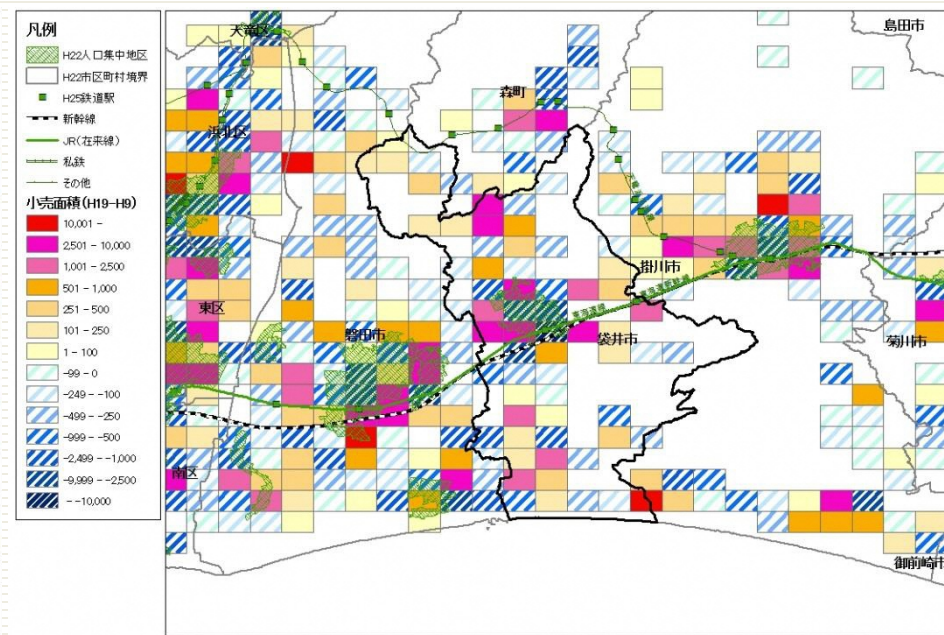 凡例
H22人口集中地区
H22市区町村境界
H25鉄道駅
新幹線
JR(在来線)
私鉄
その他
小売面積(H19-H9)
10,001 -
2,501 - 10,000
1,001 - 2,500
501 - 1,000
251 - 500
101 - 250
1 - 100
-99 - 0
-249 - -100
-499 - -250
-999 - -500
-2,499 - -1,000
-9,999 - -2,500
- -10,000
天竜区
島田市
森町
浜北区
掛川市
東区
磐田市
袋井市
菊川市
南区
御前崎市